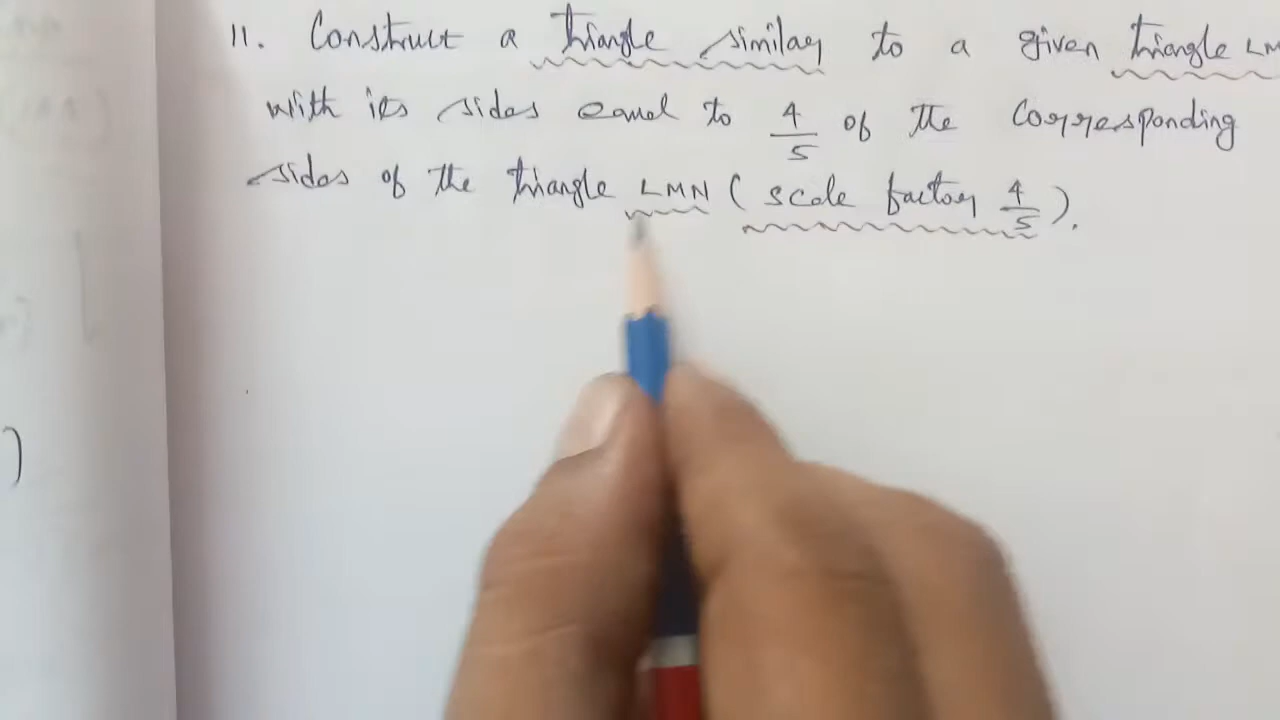 11. Construct a triangle similar to a given triangle LM
with its sides equal to 4/5 of the corresponding
sides of the triangle LMN (scale factor 4/5).
)